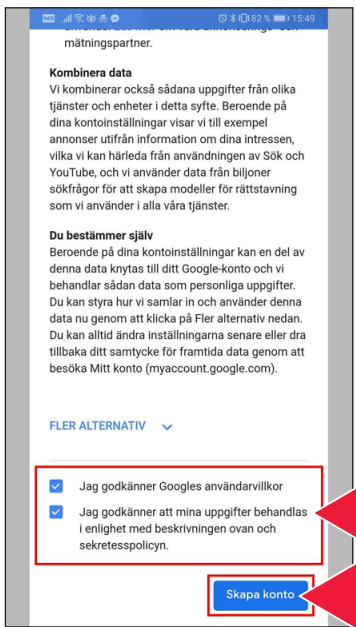 82 % 15:49
mätningspartner.
Kombinera data
Vi kombinerar också sådana uppgifter från olika
tjänster och enheter i detta syfte. Beroende på
dina kontoinställningar visar vi till exempel
annonser utifrån information om dina intressen,
vilka vi kan härleda från användningen av Sök och
YouTube, och vi använder data från biljoner
sökfrågor för att skapa modeller för rättstavning
som vi använder i alla våra tjänster.
Du bestämmer själv
Beroende på dina kontoinställningar kan en del av
denna data knytas till ditt Google-konto och vi
behandlar sådan data som personliga uppgifter.
Du kan styra hur vi samlar in och använder denna
data nu genom att klicka på Fler alternativ nedan.
Du kan alltid ändra inställningarna senare eller dra
tillbaka ditt samtycke för framtida data genom att
besöka Mitt konto (myaccount.google.com).
FLER ALTERNATIV
Jag godkänner Googles användarvillkor
Jag godkänner att mina uppgifter behandlas
i enlighet med beskrivningen ovan och
sekretesspolicyn.
Skapa konto